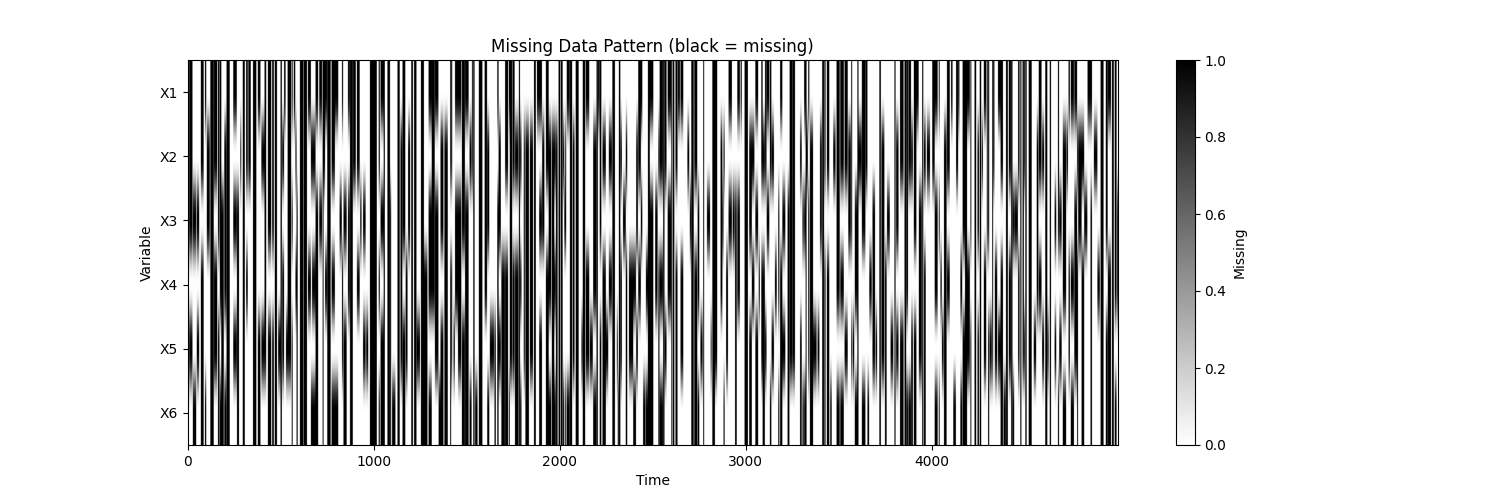 Missing Data Pattern (black = missing)
X1
X2
X3
X4
X5
X6
Variable
0 1000 2000 3000 4000
Time
1.0
0.8
0.6
0.4
0.2
0.0
Missing